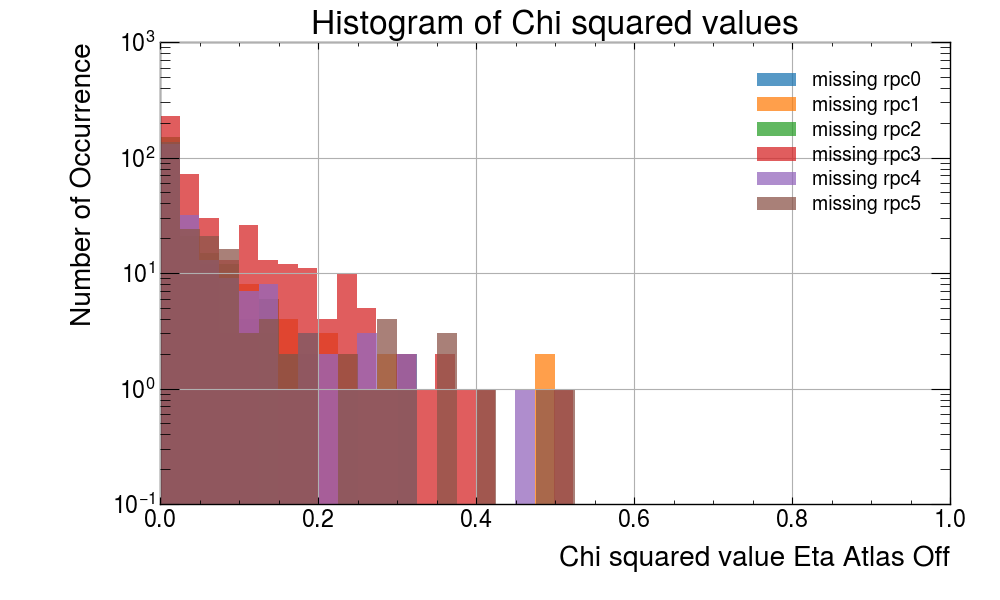 Histogram of Chi squared values
Number of Occurrence
10³
10²
10¹
10⁰
10⁻¹
missing rpc0
missing rpc1
missing rpc2
missing rpc3
missing rpc4
missing rpc5
0.0 0.2 0.4 0.6 0.8 1.0
Chi squared value Eta Atlas Off